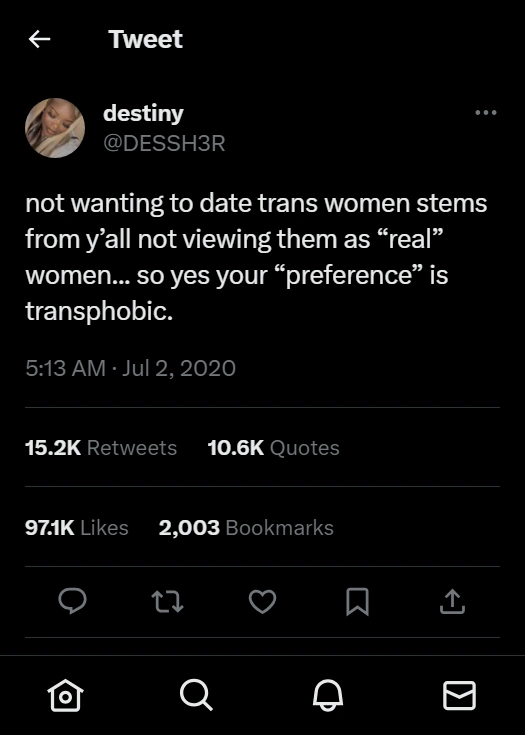 Tweet
destiny
@DESSH3R
not wanting to date trans women stems
from y’all not viewing them as “real”
women... so yes your “preference” is
transphobic.
5:13 AM · Jul 2, 2020
15.2K Retweets 10.6K Quotes
97.1K Likes 2,003 Bookmarks